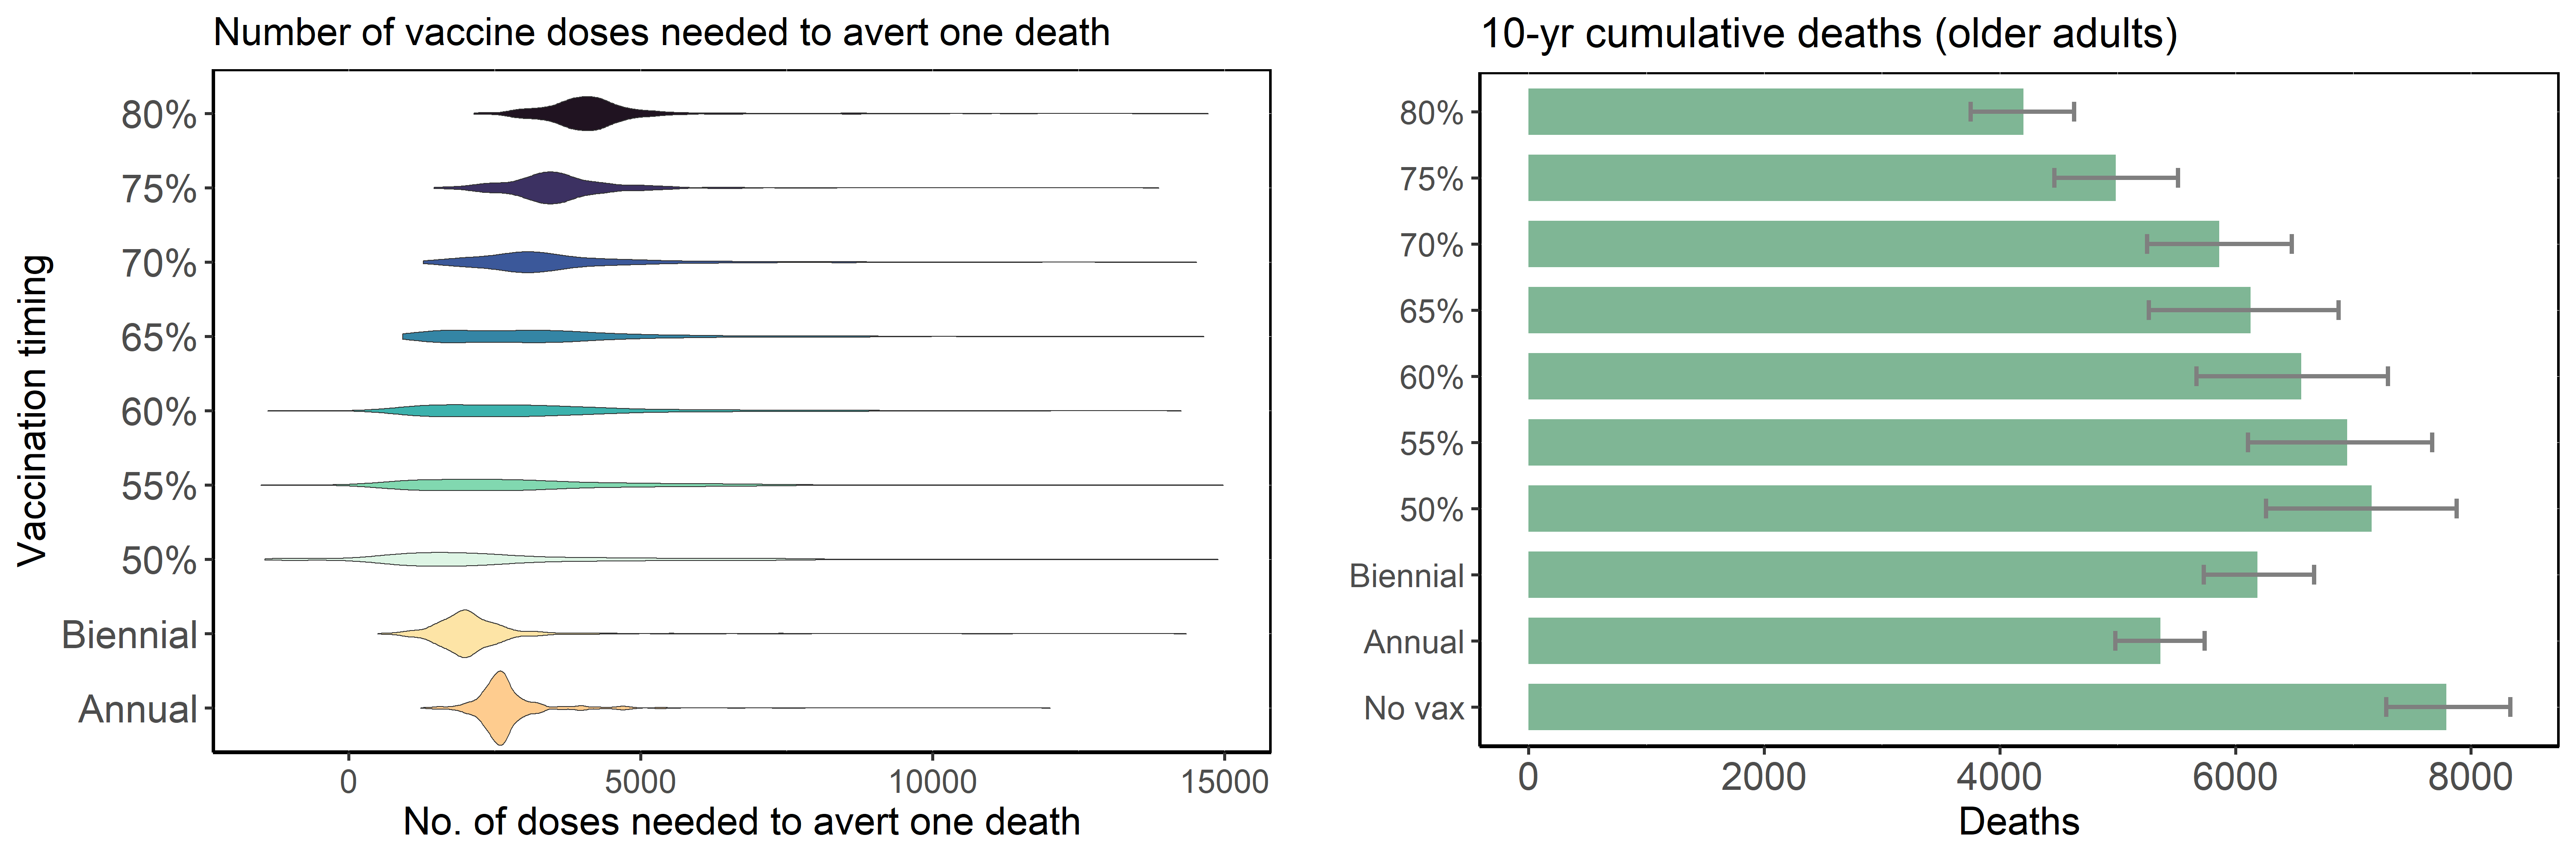 Number of vaccine doses needed to avert one death
Vaccination timing
80%
75%
70%
65%
60%
55%
50%
Biennial
Annual
0 5000 10000 15000
No. of doses needed to avert one death
10-yr cumulative deaths (older adults)
80%
75%
70%
65%
60%
55%
50%
Biennial
Annual
No vax
0 2000 4000 6000 8000
Deaths